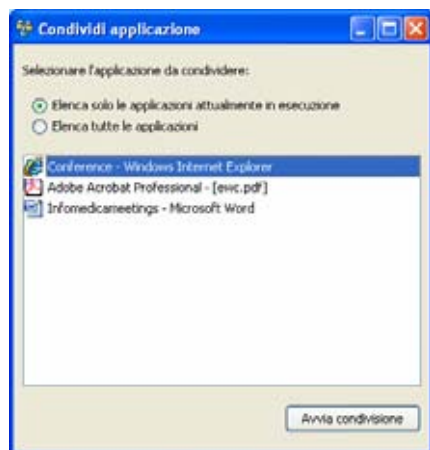 Condividi applicazione
Selezionare l'applicazione da condividere:
Elenca solo le applicazioni attualmente in esecuzione
Elenca tutte le applicazioni
Conference - Windows Internet Explorer
Adobe Acrobat Professional - [ewc.pdf]
Infomedicameetings - Microsoft Word
Avvia condivisione